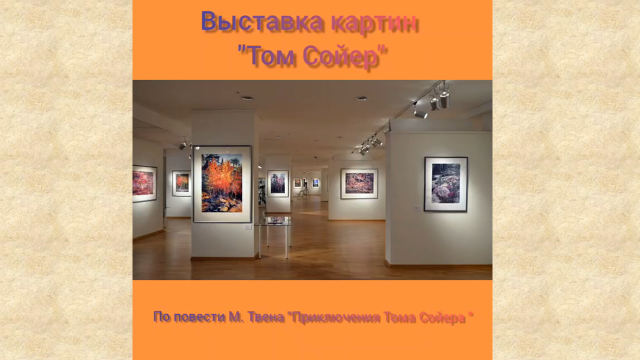 Выставка картин
"Том Сойер"
По повести М. Твена "Приключения Тома Сойера "